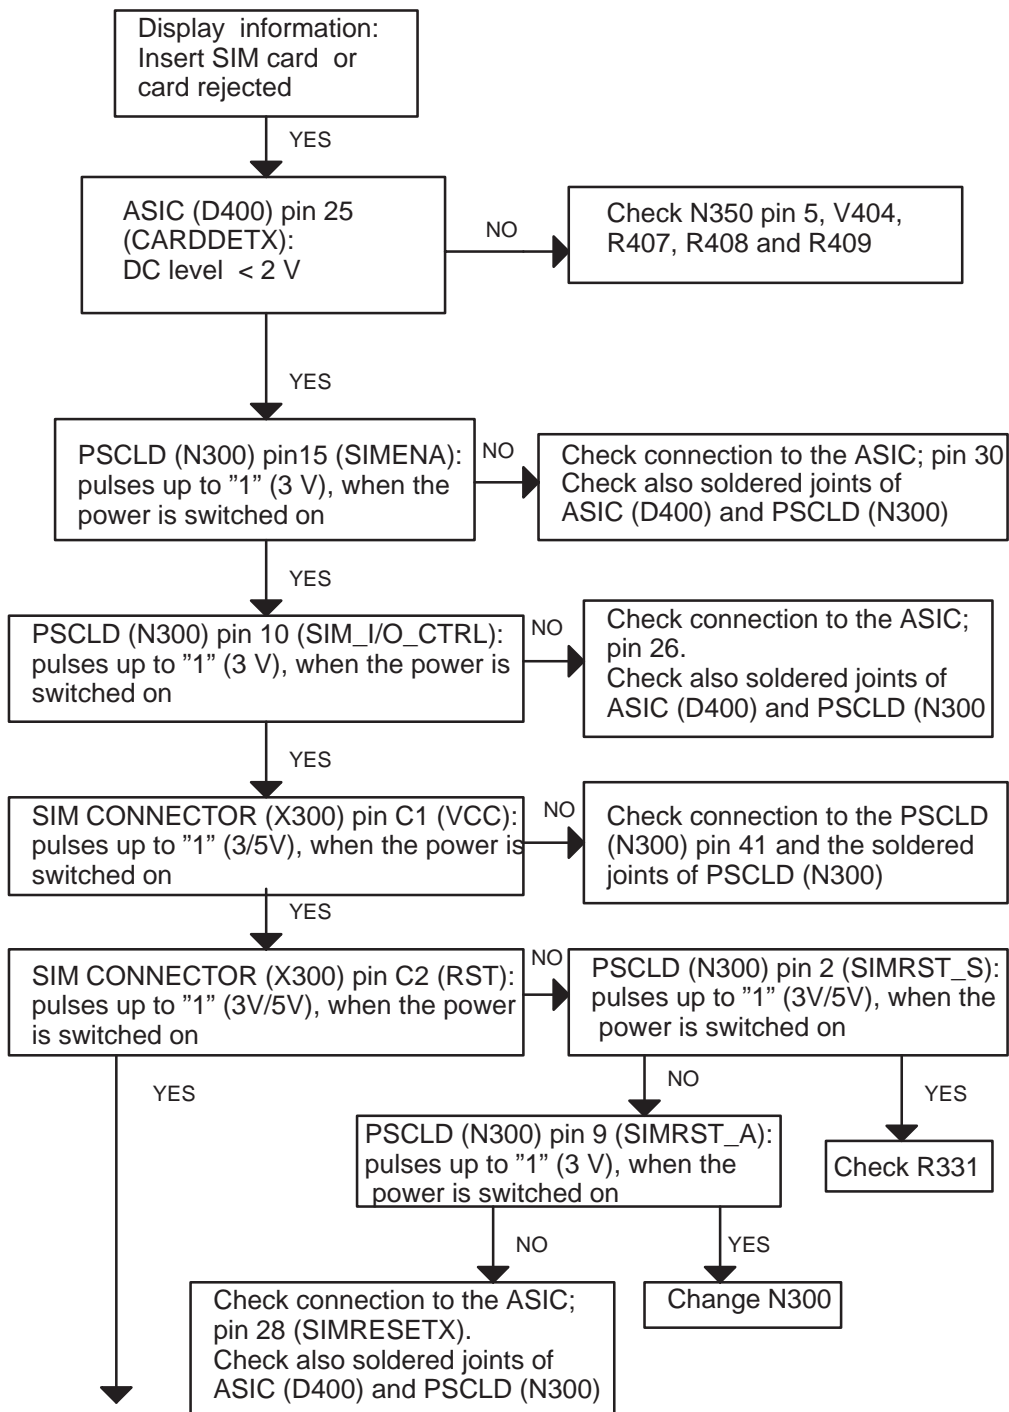 Display information:
Insert SIM card or
card rejected
YES
ASIC (D400) pin 25
(CARDDETX):
DC level < 2 V
NO
Check N350 pin 5, V404,
R407, R408 and R409
YES
PSCLD (N300) pin15 (SIMENA):
pulses up to ”1” (3 V), when the
power is switched on
NO
Check connection to the ASIC; pin 30
Check also soldered joints of
ASIC (D400) and PSCLD (N300)
YES
PSCLD (N300) pin 10 (SIM_I/O_CTRL):
pulses up to ”1” (3 V), when the power is
switched on
NO
Check connection to the ASIC;
pin 26.
Check also soldered joints of
ASIC (D400) and PSCLD (N300
YES
SIM CONNECTOR (X300) pin C1 (VCC):
pulses up to ”1” (3/5V), when the power is
switched on
NO
Check connection to the PSCLD
(N300) pin 41 and the soldered
joints of PSCLD (N300)
YES
SIM CONNECTOR (X300) pin C2 (RST):
pulses up to ”1” (3V/5V), when the power
is switched on
NO
PSCLD (N300) pin 2 (SIMRST_S):
pulses up to ”1” (3V/5V), when the
power is switched on
YES
NO
YES
PSCLD (N300) pin 9 (SIMRST_A):
pulses up to ”1” (3 V), when the
power is switched on
Check R331
NO
YES
Check connection to the ASIC;
pin 28 (SIMRESETX).
Check also soldered joints of
ASIC (D400) and PSCLD (N300)
Change N300